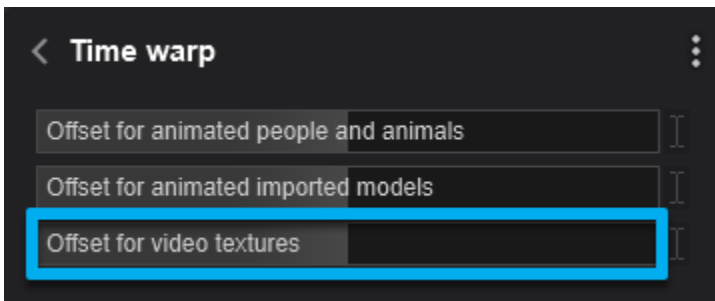 Time warp
Offset for animated people and animals
Offset for animated imported models
Offset for video textures